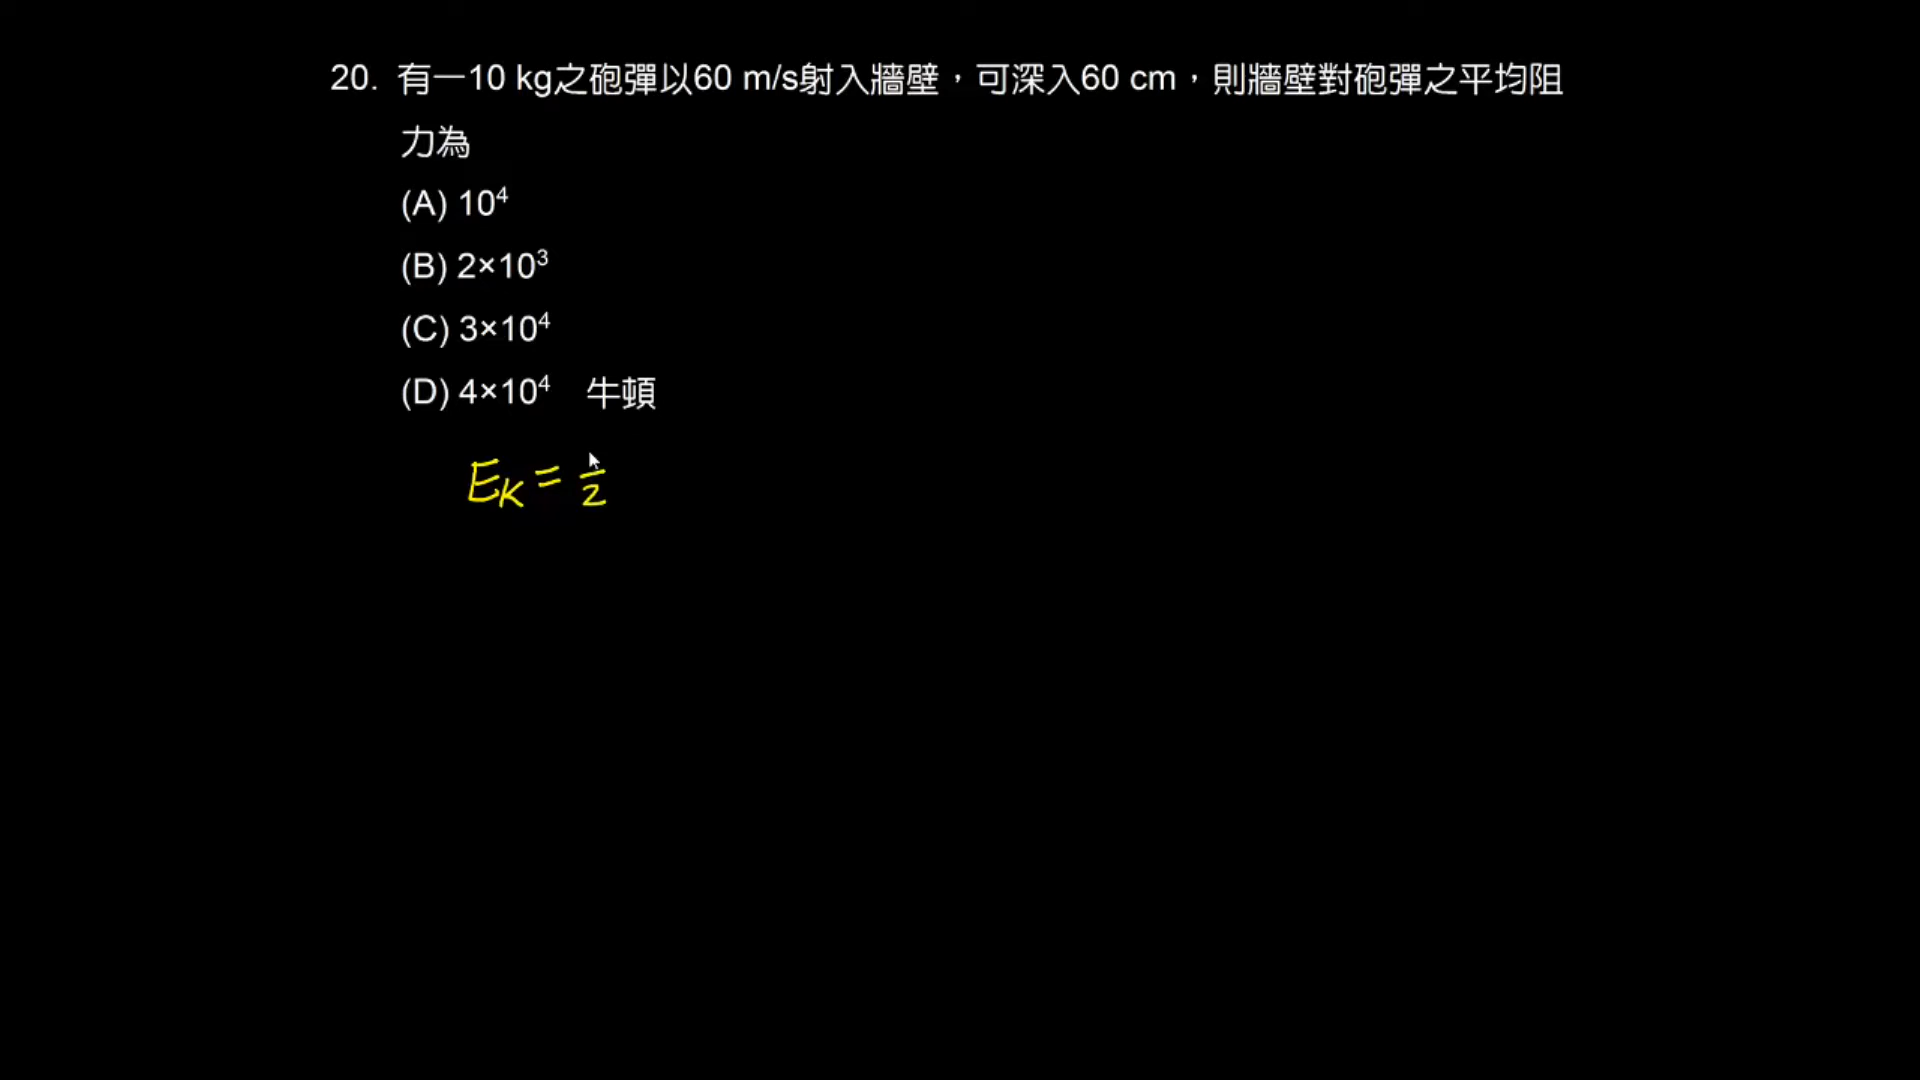 20. 有一10 kg之砲彈以60 m/s射入牆壁，可深入60 cm，則牆壁對砲彈之平均阻
力為
(A) 10⁴
(B) 2×10³
(C) 3×10⁴
(D) 4×10⁴ 牛頓
E_K = 1/2